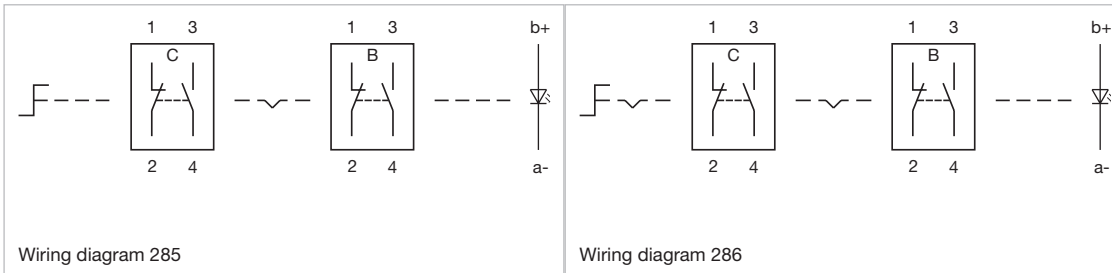 1 3 1 3 b+
C B
2 4 2 4 a-
Wiring diagram 285
1 3 1 3 b+
C B
2 4 2 4 a-
Wiring diagram 286